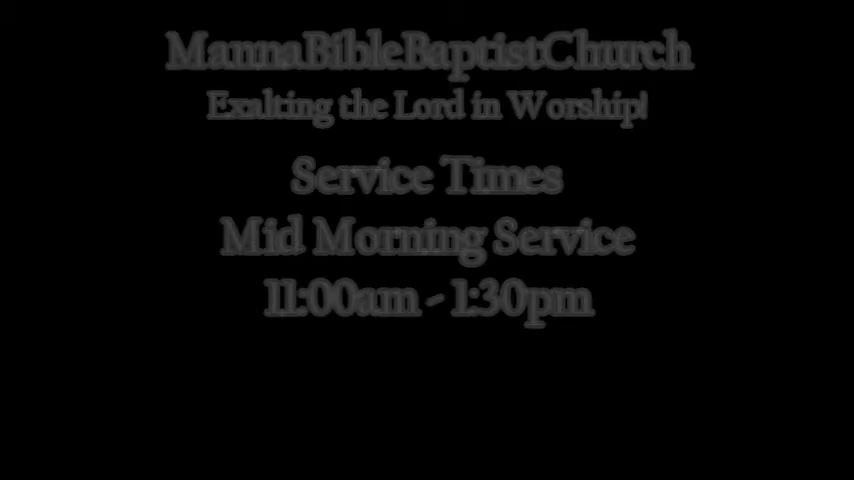 MannaBibleBaptistChurch
Exalting the Lord in Worship!
Service Times
Mid Morning Service
11:00am - 1:30pm